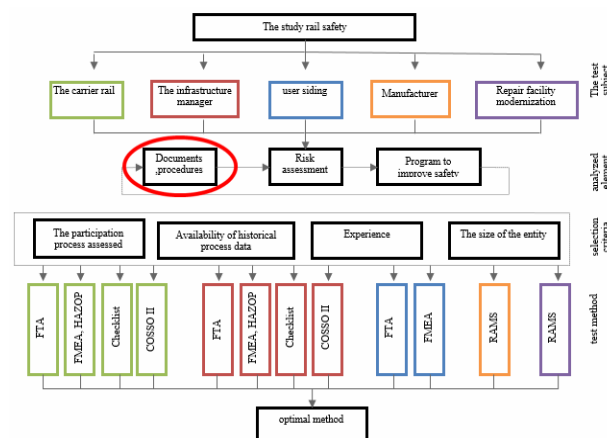 The study rail safety
The carrier rail
The infrastructure
manager
user siding
Manufacturer
Repair facility
modernization
The test
subject
Documents
,procedures
Risk
assessment
Program to
improve safety
analyzed
element
The participation
process assessed
Availability of historical
process data
Experience
The size of the entity
selection
criteria
FTA
FMEA, HAZOP
Checklist
COSSO II
FTA
FMEA, HAZOP
Checklist
COSSO II
FTA
FMEA
RAMS
RAMS
test method
optimal method